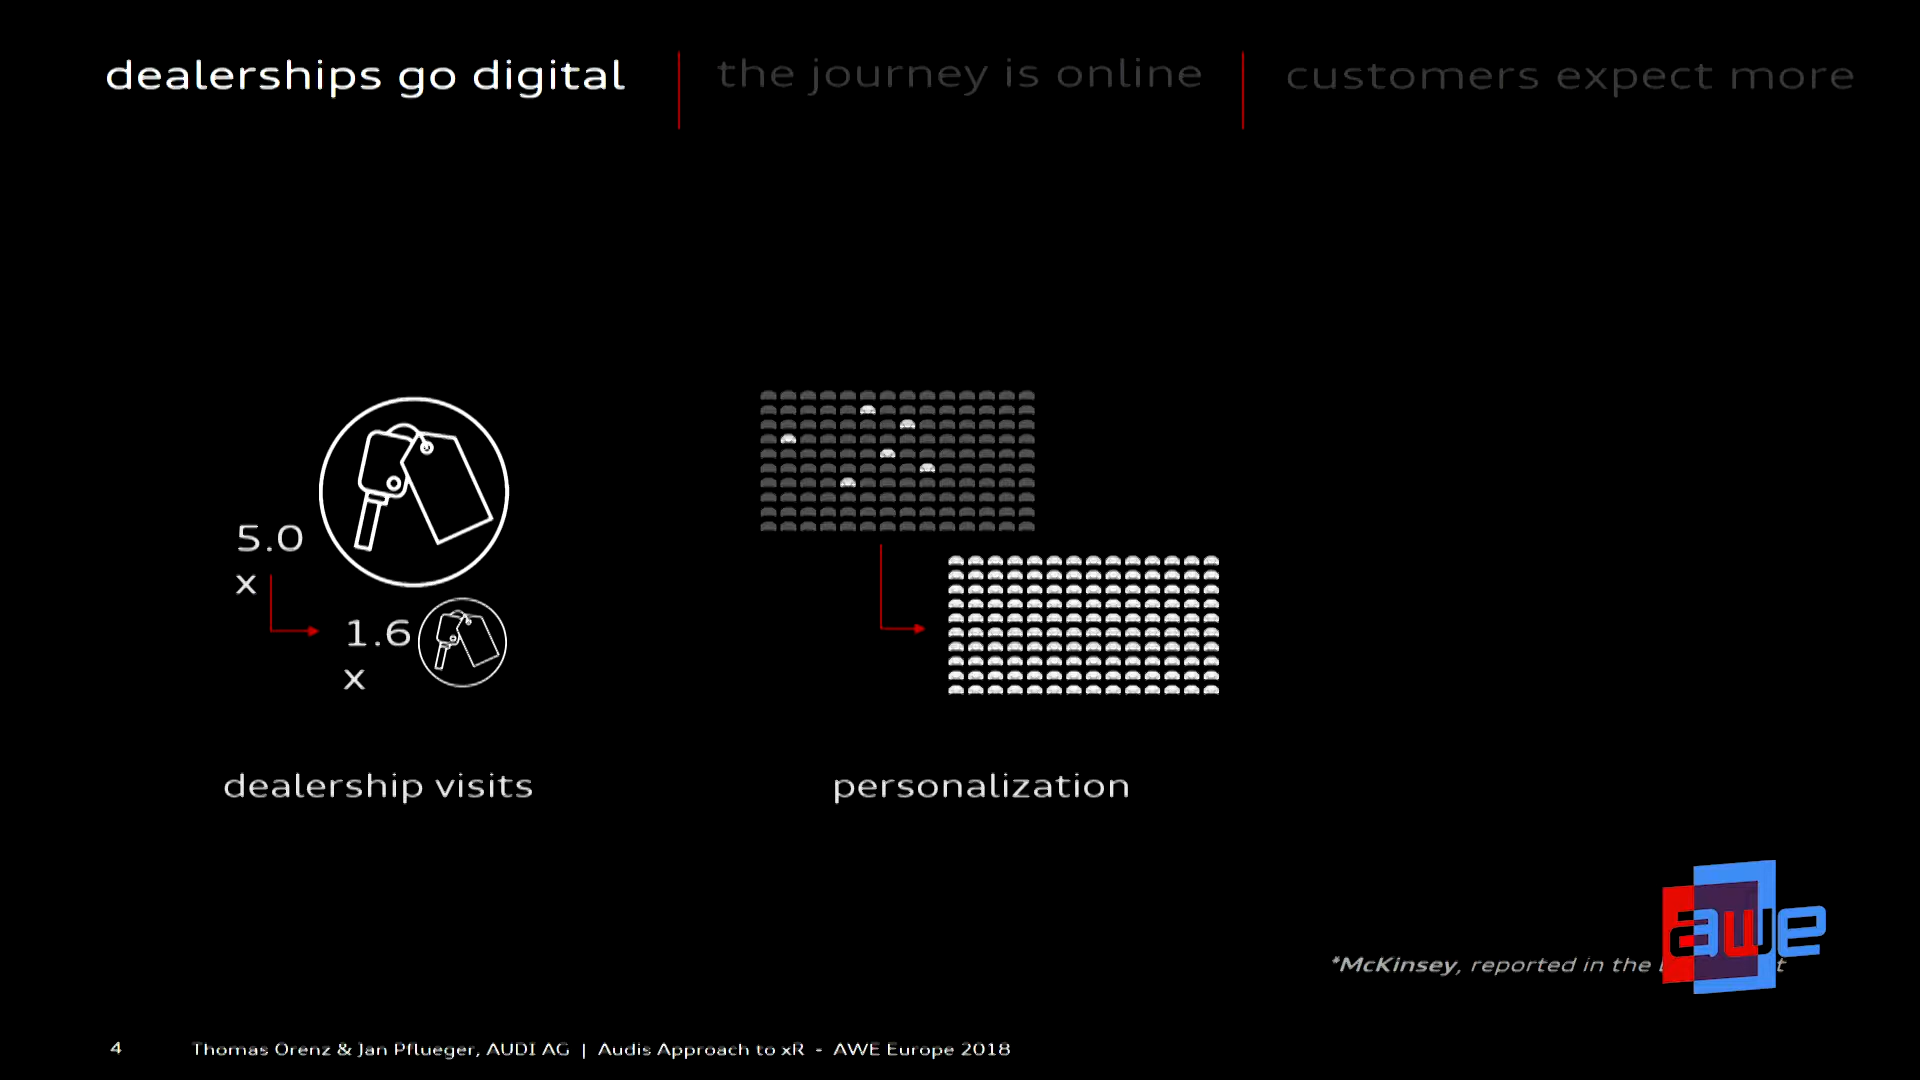 dealerships go digital
the journey is online
customers expect more
5.0
x
1.6
x
dealership visits
personalization
*McKinsey, reported in the
awe
4
Thomas Orenz & Jan Pflueger, AUDI AG | Audis Approach to xR - AWE Europe 2018